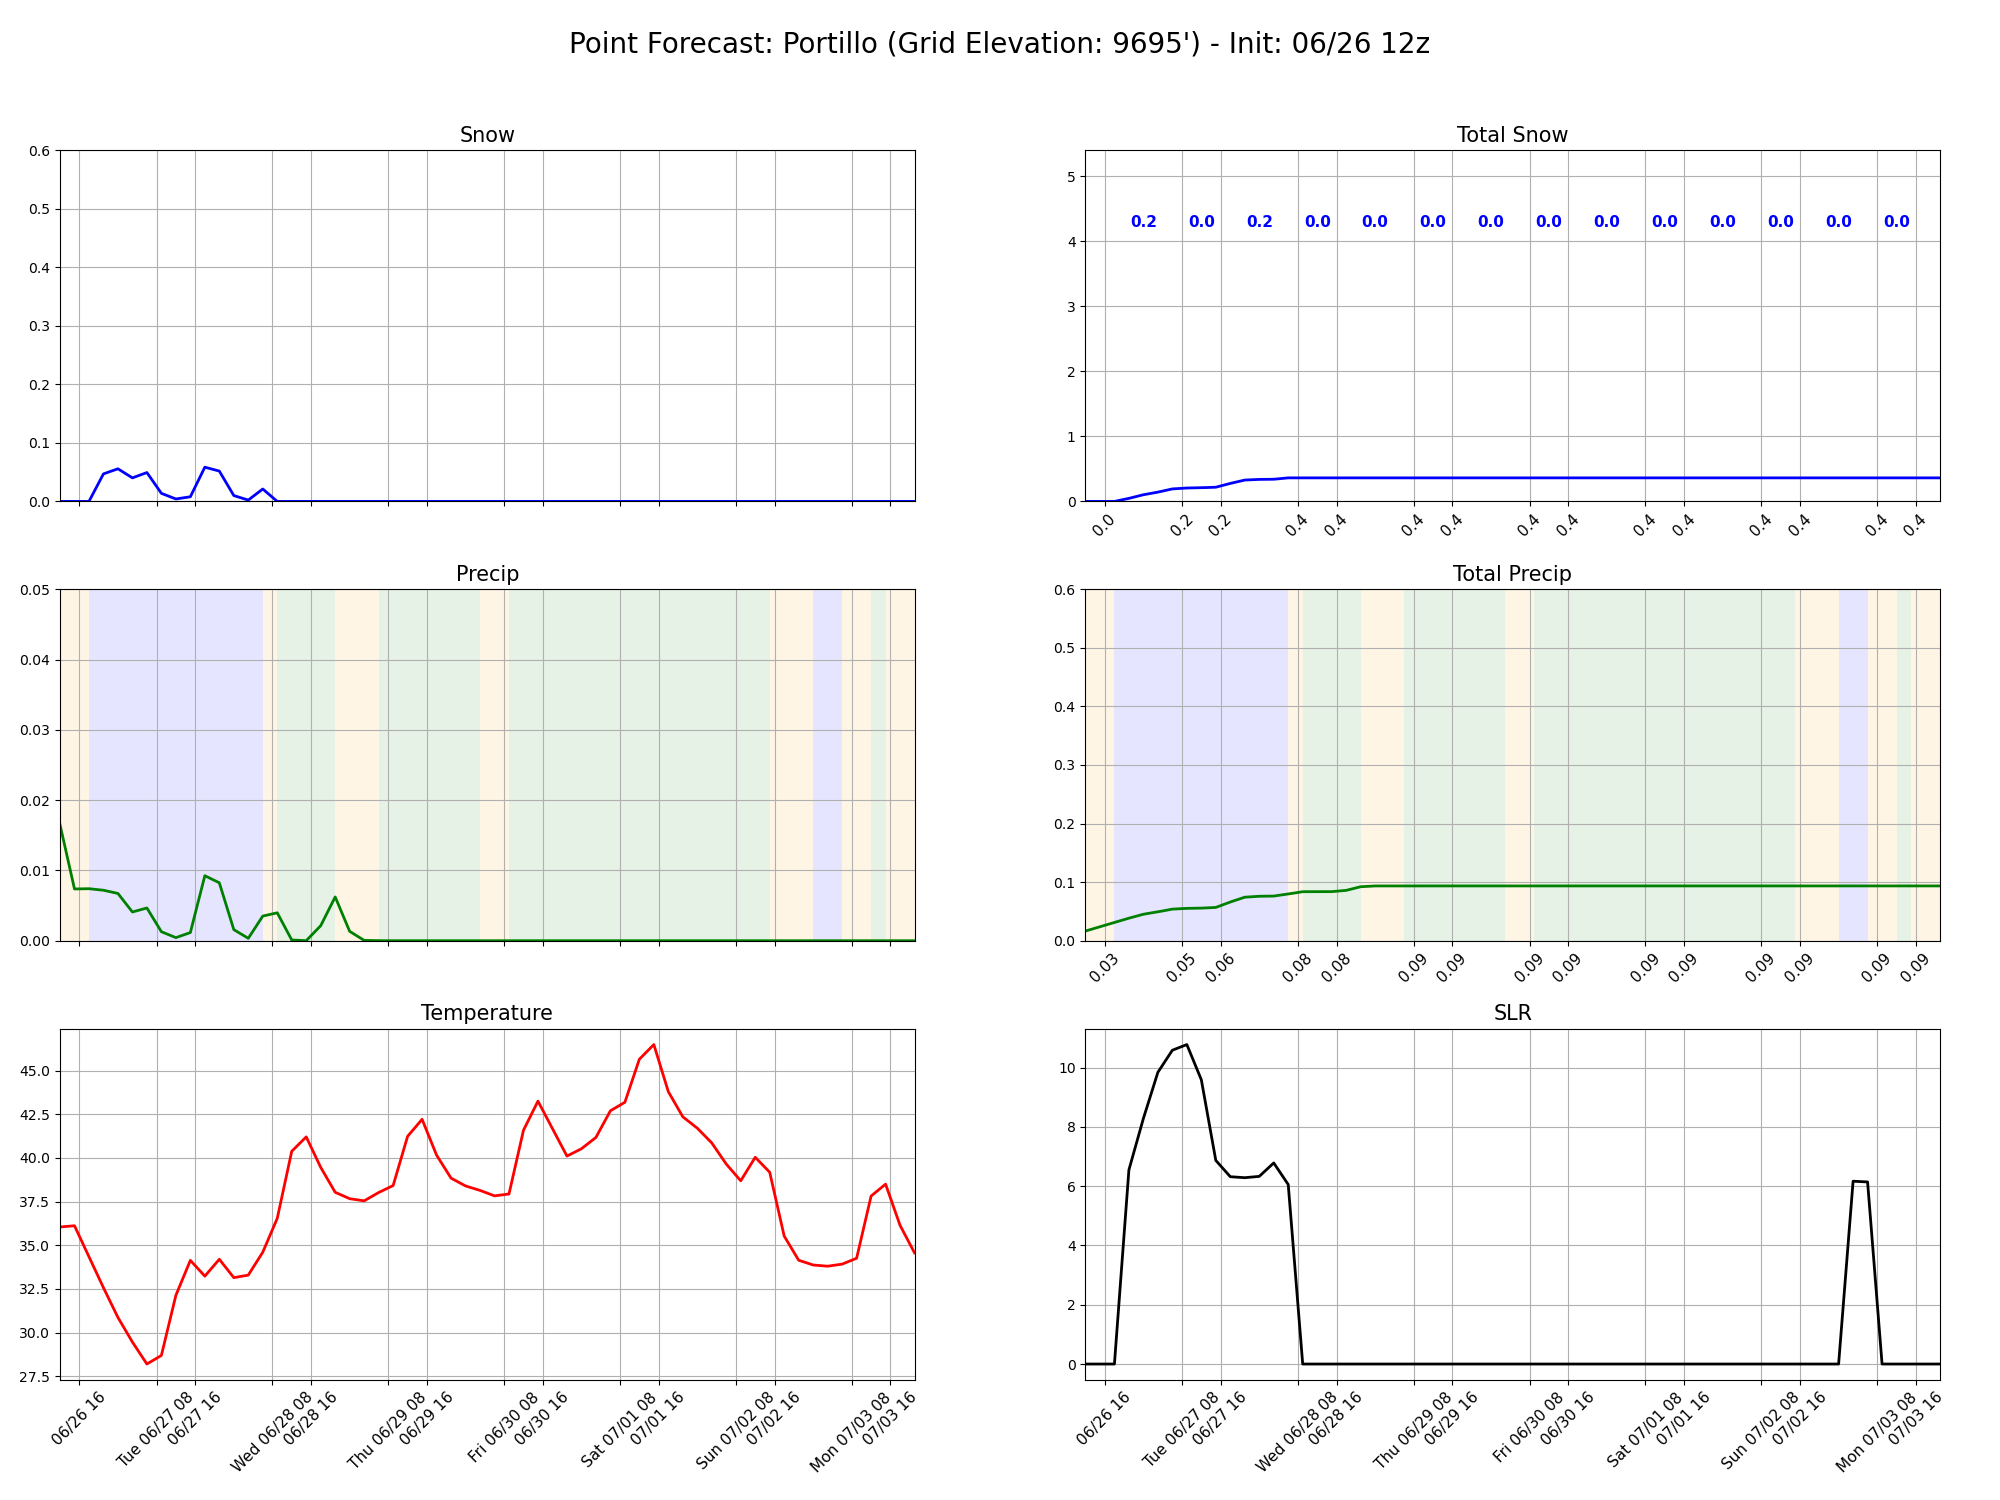 Point Forecast: Portillo (Grid Elevation: 9695') - Init: 06/26 12z
Snow
0.6
0.5
0.4
0.3
0.2
0.1
0.0
Total Snow
5
4
3
2
1
0
0.2 0.0 0.2 0.0 0.0 0.0 0.0 0.0 0.0 0.0 0.0 0.0 0.0 0.0
0.0 0.2 0.2 0.4 0.4 0.4 0.4 0.4 0.4 0.4 0.4 0.4 0.4 0.4 0.4
Precip
0.05
0.04
0.03
0.02
0.01
0.00
Total Precip
0.6
0.5
0.4
0.3
0.2
0.1
0.0
0.03 0.05 0.06 0.08 0.08 0.09 0.09 0.09 0.09 0.09 0.09 0.09 0.09 0.09 0.09
Temperature
45.0
42.5
40.0
37.5
35.0
32.5
30.0
27.5
06/26 16
Tue 06/27 08
06/27 16
Wed 06/28 08
06/28 16
Thu 06/29 08
06/29 16
Fri 06/30 08
06/30 16
Sat 07/01 08
07/01 16
Sun 07/02 08
07/02 16
Mon 07/03 08
07/03 16
SLR
10
8
6
4
2
0
06/26 16
Tue 06/27 08
06/27 16
Wed 06/28 08
06/28 16
Thu 06/29 08
06/29 16
Fri 06/30 08
06/30 16
Sat 07/01 08
07/01 16
Sun 07/02 08
07/02 16
Mon 07/03 08
07/03 16